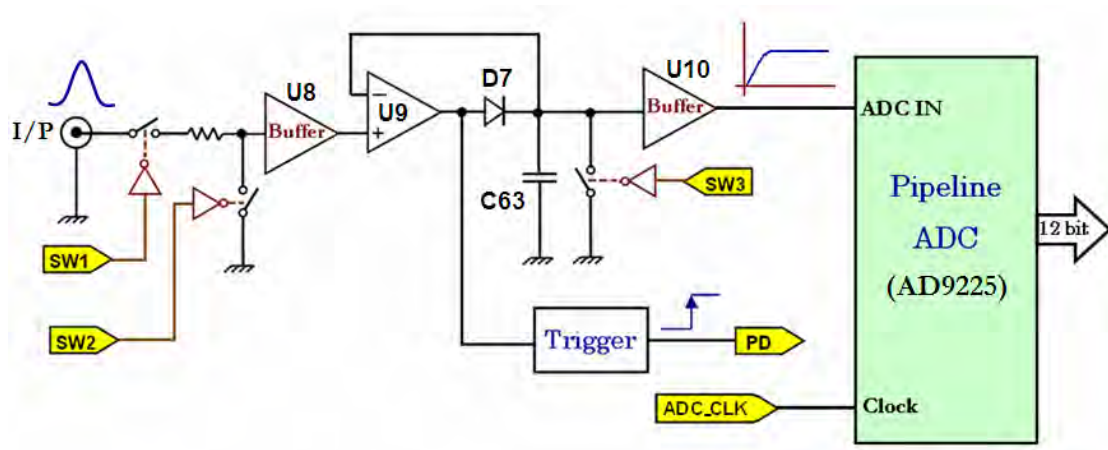 I/P
SW1
SW2
U8
Buffer
−
+
U9
D7
C63
U10
Buffer
SW3
Trigger
PD
ADC_CLK
ADC IN
Pipeline
ADC
(AD9225)
Clock
12 bit